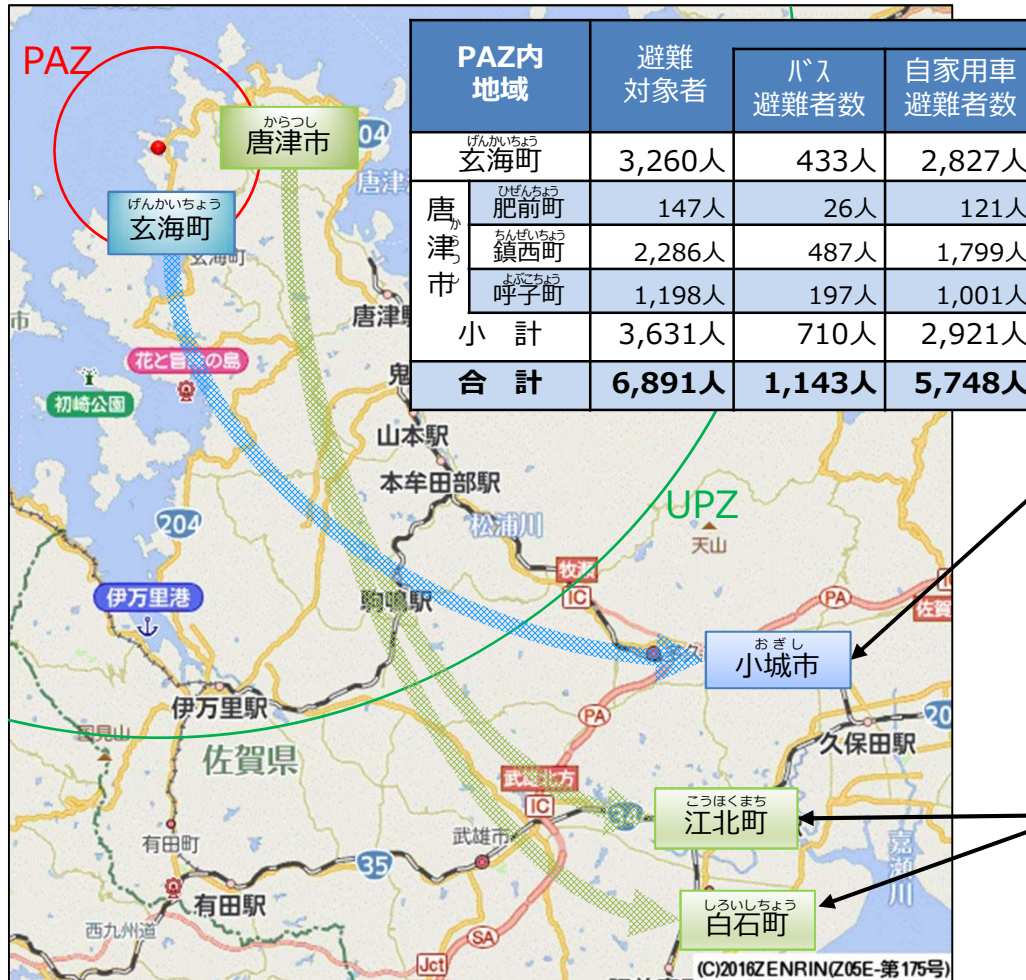 PAZ
からつし
唐津市
げんかいちょう
玄海町
PAZ内
地域
避難
対象者
バス
避難者数
自家用車
避難者数
げんかいちょう
玄海町 3,260人 433人 2,827人
唐津市
からつし
ひぜんちょう
肥前町 147人 26人 121人
ちんぜいちょう
鎮西町 2,286人 487人 1,799人
よぶこちょう
呼子町 1,198人 197人 1,001人
小 計 3,631人 710人 2,921人
合 計 6,891人 1,143人 5,748人
04
唐津
玄海町
市
唐津駅
鬼
初崎公園
山本駅
本牟田部駅
UPZ
天山
松浦川
204
牧瀬
IC
PA
IC
佐賀
伊万里港
駒鳴駅
おぎし
小城市
伊万里駅
PA
20
久保田駅
国見山
佐賀県
武雄北方
IC
34
こうほくまち
江北町
有田町
武雄市
35
嘉瀬川
有田駅
しろいしちょう
白石町
西九州道
SA
Jct
(C)2016ZENRIN(Z05E-第175号)